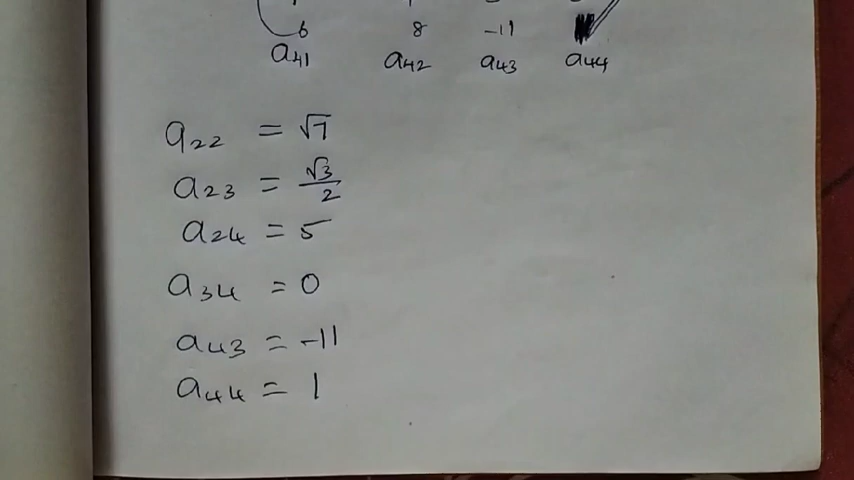 6 8 -11
a41 a42 a43 a44
a22 = √7
a23 = √3/2
a24 = 5
a34 = 0
a43 = -11
a44 = 1